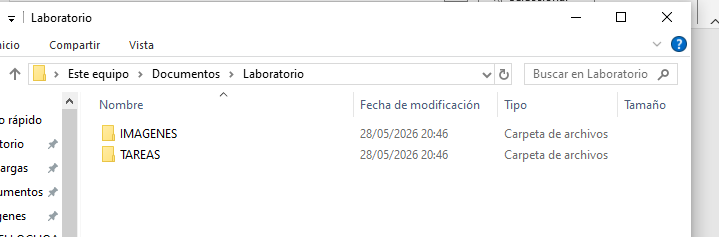 Laboratorio
nicio Compartir Vista
Este equipo Documentos Laboratorio Buscar en Laboratorio
Nombre Fecha de modificación Tipo Tamaño
o rápido
IMAGENES 28/05/2026 20:46 Carpeta de archivos
torio
TAREAS 28/05/2026 20:46 Carpeta de archivos
argas
umentos
genes